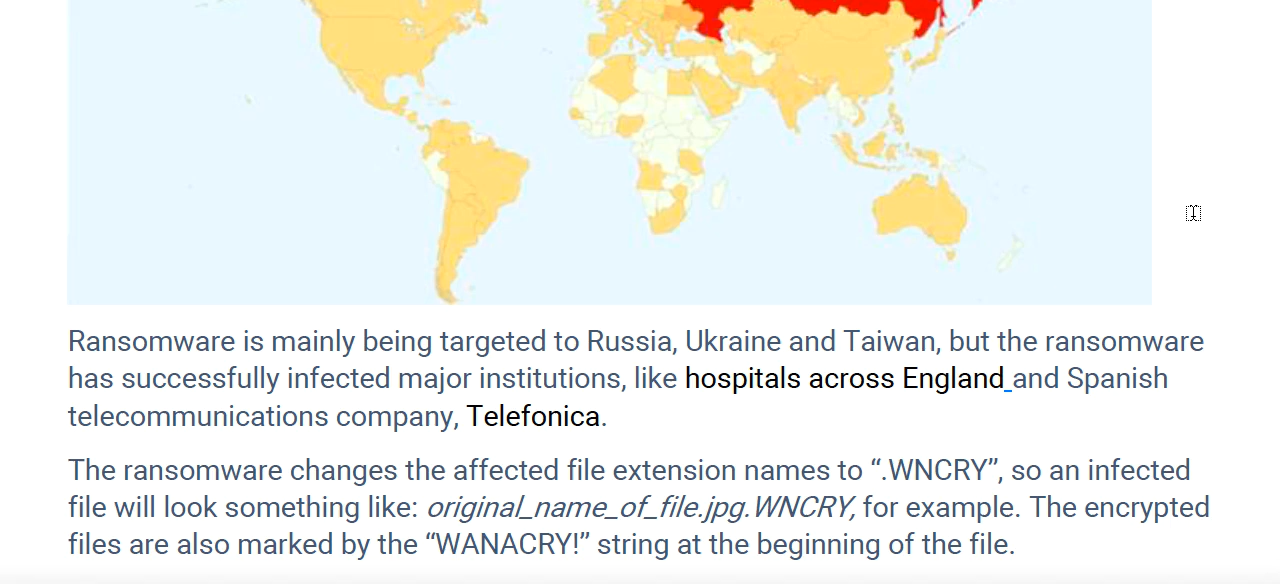 Ransomware is mainly being targeted to Russia, Ukraine and Taiwan, but the ransomware
has successfully infected major institutions, like hospitals across England and Spanish
telecommunications company, Telefonica.
The ransomware changes the affected file extension names to “.WNCRY”, so an infected
file will look something like: original_name_of_file.jpg.WNCRY, for example. The encrypted
files are also marked by the “WANACRY!” string at the beginning of the file.